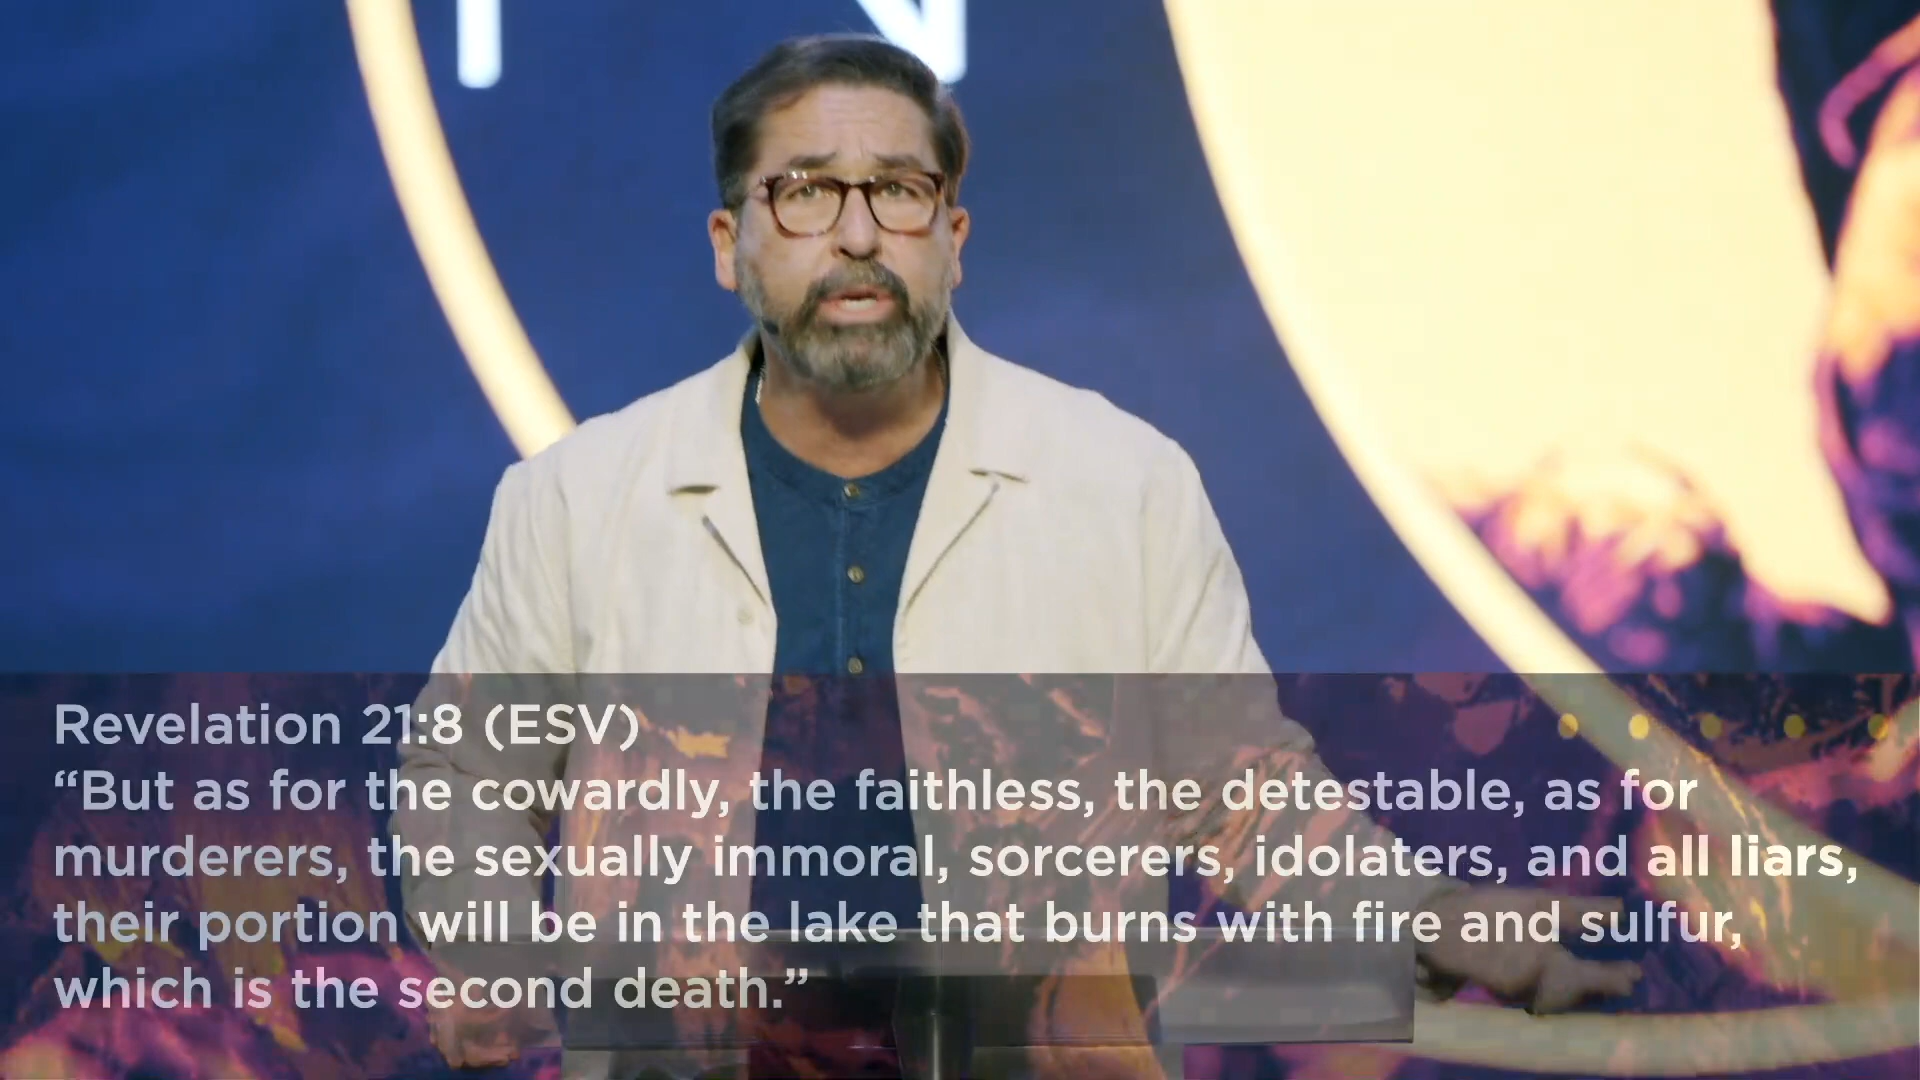 Revelation 21:8 (ESV)
“But as for the cowardly, the faithless, the detestable, as for
murderers, the sexually immoral, sorcerers, idolaters, and all liars,
their portion will be in the lake that burns with fire and sulfur,
which is the second death.”